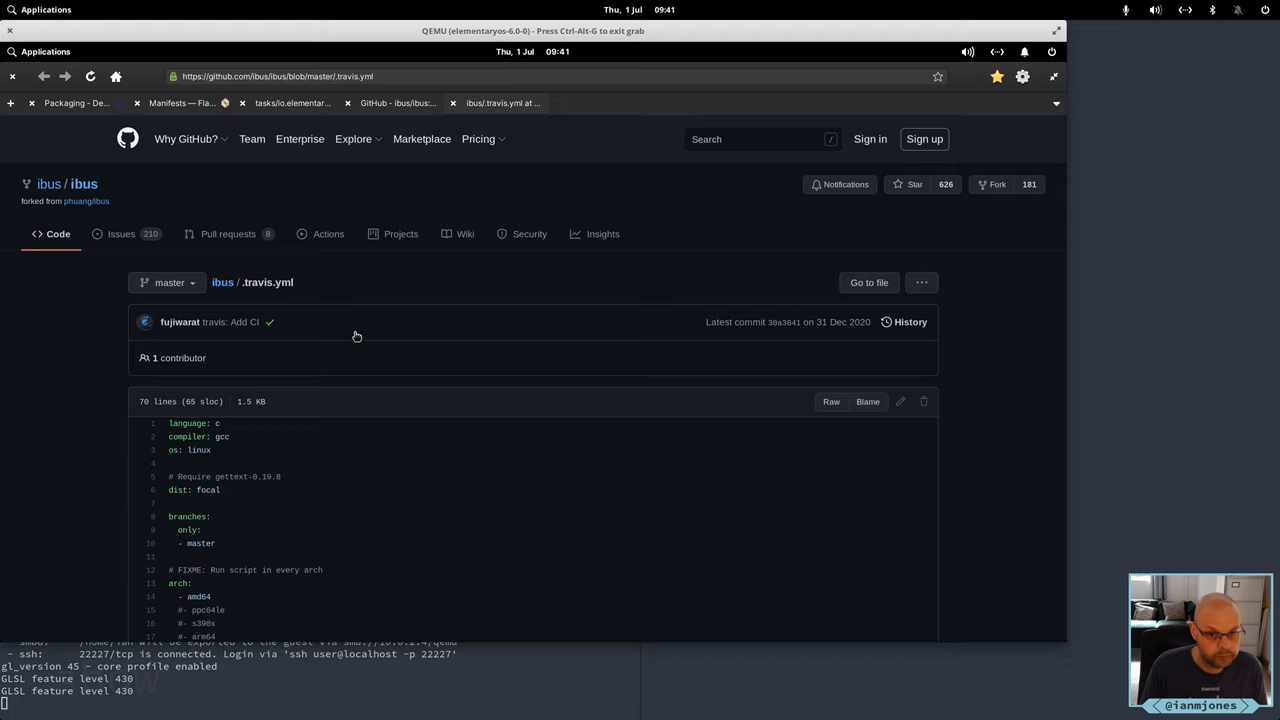 Applications
Thu, 1 Jul 09:41
QEMU (elementaryos-6.0-0) - Press Ctrl-Alt-G to exit grab
Applications
Thu, 1 Jul 09:41
https://github.com/ibus/ibus/blob/master/.travis.yml
Packaging - De...
Manifests — Fla...
tasks/io.elementar...
GitHub - ibus/ibus:...
ibus/.travis.yml at ...
Why GitHub? Team Enterprise Explore Marketplace Pricing
Search /
Sign in
Sign up
ibus / ibus
forked from phuang/ibus
Notifications
Star 626
Fork 181
Code
Issues 210
Pull requests 8
Actions
Projects
Wiki
Security
Insights
master
ibus / .travis.yml
Go to file
...
fujiwarat travis: Add CI
Latest commit 30a3641 on 31 Dec 2020
History
1 contributor
70 lines (65 sloc) 1.5 KB
Raw
Blame
1 language: c
2 compiler: gcc
3 os: linux
4
5 # Require gettext-0.19.8
6 dist: focal
7
8 branches:
9 only:
10 - master
11
12 # FIXME: Run script in every arch
13 arch:
14 - amd64
15 #- ppc64le
16 #- s390x
17 #- arm64
- ssh: 22227/tcp is connected. Login via 'ssh user@localhost -p 22227'
gl_version 45 - core profile enabled
GLSL feature level 430
GLSL feature level 430
@ianmjones